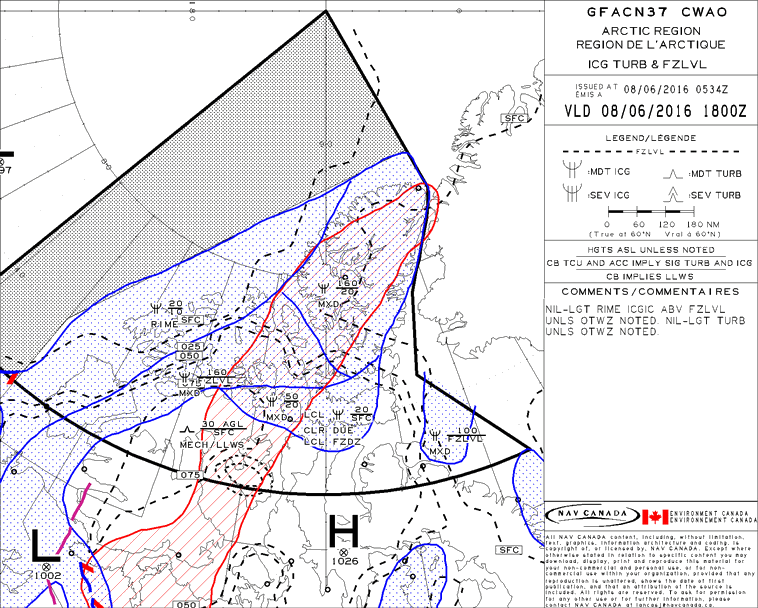 GFACN37 CWAO
ARCTIC REGION
REGION DE L'ARCTIQUE
ICG TURB & FZLVL
ISSUED AT 08/06/2016 0534Z
ÉMIS A
VLD 08/06/2016 1800Z
LEGEND/LÉGENDE
FZLVL
:MDT ICG :MDT TURB
:SEV ICG :SEV TURB
0 60 120 180 NM
(True at 60°N Vrai à 60°N)
HGTS ASL UNLESS NOTED
CB TCU AND ACC IMPLY SIG TURB AND ICG
CB IMPLIES LLWS
COMMENTS/COMMENTAIRES
NIL-LGT RIME ICGIC ABV FZLVL
UNLS OTWZ NOTED. NIL-LGT TURB
UNLS OTWZ NOTED.
NAV CANADA
ENVIRONMENT CANADA
ENVIRONNEMENT CANADA
All NAV CANADA content, including, without limitation,
text, graphics, information architecture and coding, is
copyright of, or licensed by, NAV CANADA. Except where
otherwise stated in relation to specific content you may
download, display, print and reproduce this material for
your non-commercial and personal use, or for non-
commercial use within your organization, provided that any
reproduction is unaltered, shows the date of first
publication, and that an attribution of the source is
included. All rights are reserved. To ask for permission
for any other use or for further information, please
contact NAV CANADA at
SFC
97
160
20
MXD
20
10
RIME
SFC
025
050
160
FZLVL
175
MXD
50
20
MXD
LCL
20
SFC
CLR DUE
LCL FZDZ
30 AGL
SFC
MECH/LLWS
100
FZLVL
MXD
075
H
1026
L
1002
SFC
050